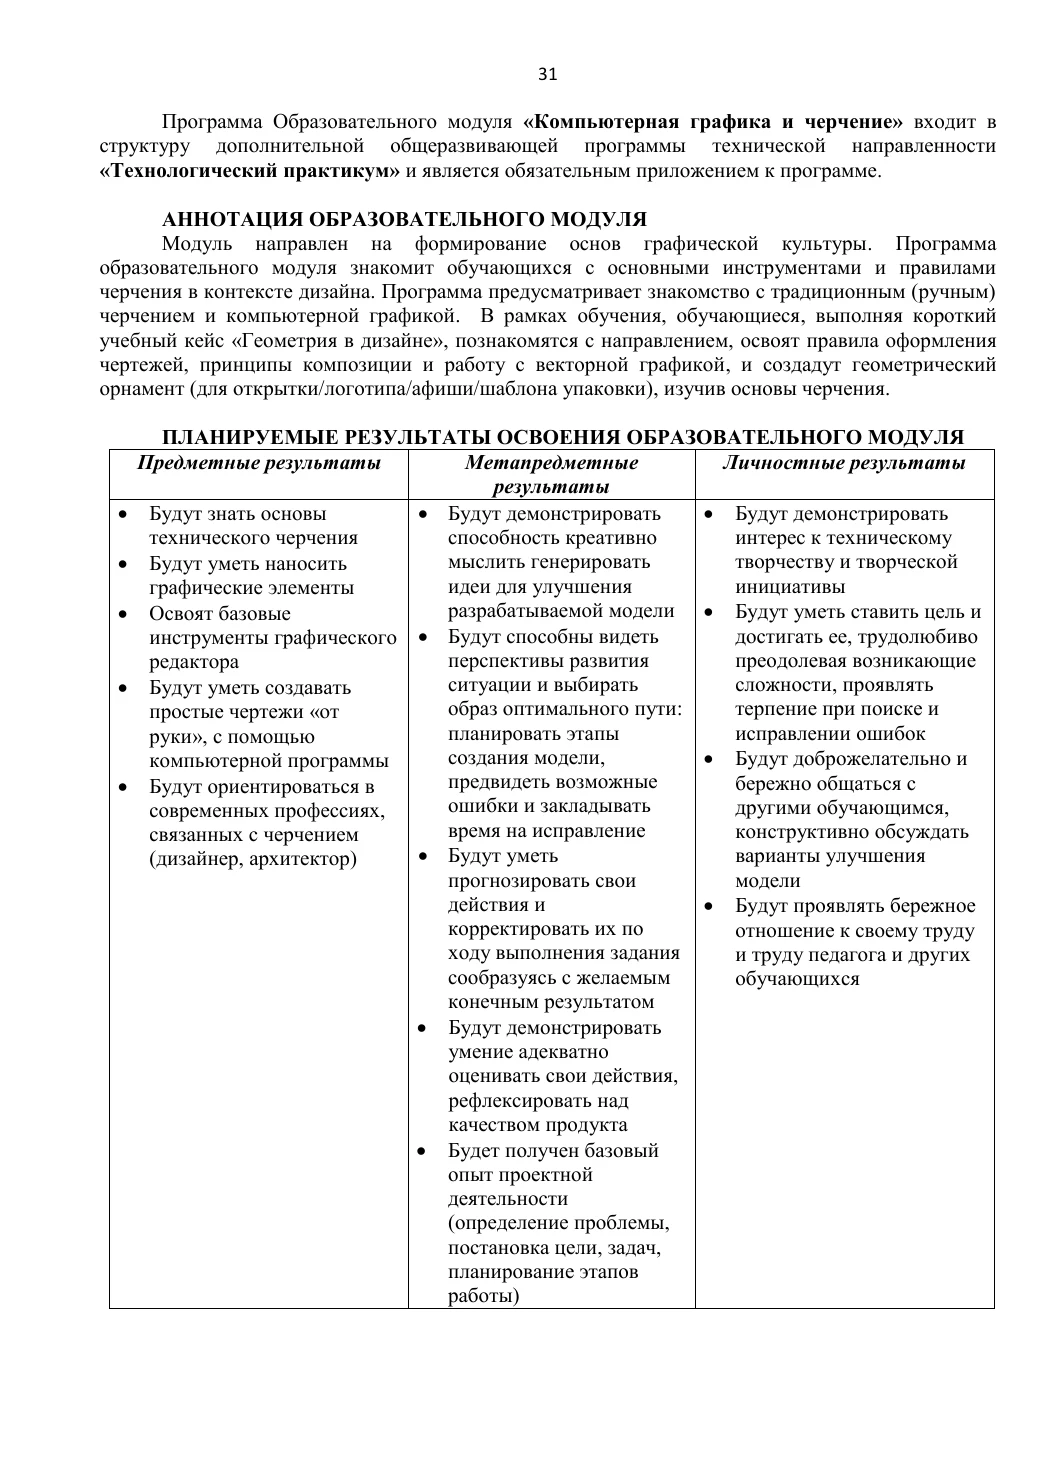 31
Программа Образовательного модуля «Компьютерная графика и черчение» входит в
структуру дополнительной общеразвивающей программы технической направленности
«Технологический практикум» и является обязательным приложением к программе.
АННОТАЦИЯ ОБРАЗОВАТЕЛЬНОГО МОДУЛЯ
Модуль направлен на формирование основ графической культуры. Программа
образовательного модуля знакомит обучающихся с основными инструментами и правилами
черчения в контексте дизайна. Программа предусматривает знакомство с традиционным (ручным)
черчением и компьютерной графикой. В рамках обучения, обучающиеся, выполняя короткий
учебный кейс «Геометрия в дизайне», познакомятся с направлением, освоят правила оформления
чертежей, принципы композиции и работу с векторной графикой, и создадут геометрический
орнамент (для открытки/логотипа/афиши/шаблона упаковки), изучив основы черчения.
ПЛАНИРУЕМЫЕ РЕЗУЛЬТАТЫ ОСВОЕНИЯ ОБРАЗОВАТЕЛЬНОГО МОДУЛЯ
Предметные результаты
Метапредметные
результаты
Личностные результаты
• Будут знать основы
технического черчения
• Будут уметь наносить
графические элементы
• Освоят базовые
инструменты графического
редактора
• Будут уметь создавать
простые чертежи «от
руки», с помощью
компьютерной программы
• Будут ориентироваться в
современных профессиях,
связанных с черчением
(дизайнер, архитектор)
• Будут демонстрировать
способность креативно
мыслить генерировать
идеи для улучшения
разрабатываемой модели
• Будут способны видеть
перспективы развития
ситуации и выбирать
образ оптимального пути:
планировать этапы
создания модели,
предвидеть возможные
ошибки и закладывать
время на исправление
• Будут уметь
прогнозировать свои
действия и
корректировать их по
ходу выполнения задания
сообразуясь с желаемым
конечным результатом
• Будут демонстрировать
умение адекватно
оценивать свои действия,
рефлексировать над
качеством продукта
• Будет получен базовый
опыт проектной
деятельности
(определение проблемы,
постановка цели, задач,
планирование этапов
работы)
• Будут демонстрировать
интерес к техническому
творчеству и творческой
инициативы
• Будут уметь ставить цель и
достигать ее, трудолюбиво
преодолевая возникающие
сложности, проявлять
терпение при поиске и
исправлении ошибок
• Будут доброжелательно и
бережно общаться с
другими обучающимся,
конструктивно обсуждать
варианты улучшения
модели
• Будут проявлять бережное
отношение к своему труду
и труду педагога и других
обучающихся